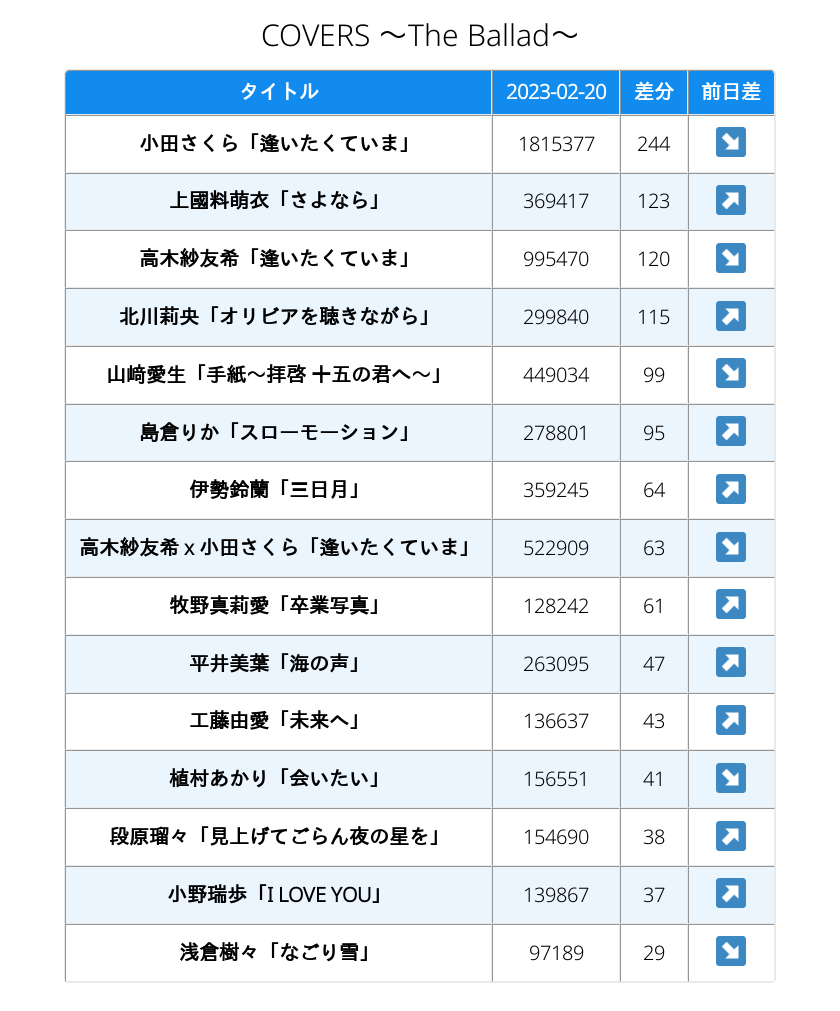 COVERS ～The Ballad～
タイトル 2023-02-20 差分 前日差
小田さくら「逢いたくていま」 1815377 244 ↘
上國料萌衣「さよなら」 369417 123 ↗
高木紗友希「逢いたくていま」 995470 120 ↘
北川莉央「オリビアを聴きながら」 299840 115 ↗
山﨑愛生「手紙～拝啓 十五の君へ～」 449034 99 ↘
島倉りか「スローモーション」 278801 95 ↗
伊勢鈴蘭「三日月」 359245 64 ↗
高木紗友希 x 小田さくら「逢いたくていま」 522909 63 ↘
牧野真莉愛「卒業写真」 128242 61 ↗
平井美葉「海の声」 263095 47 ↗
工藤由愛「未来へ」 136637 43 ↗
植村あかり「会いたい」 156551 41 ↘
段原瑠々「見上げてごらん夜の星を」 154690 38 ↗
小野瑞歩「I LOVE YOU」 139867 37 ↗
浅倉樹々「なごり雪」 97189 29 ↘